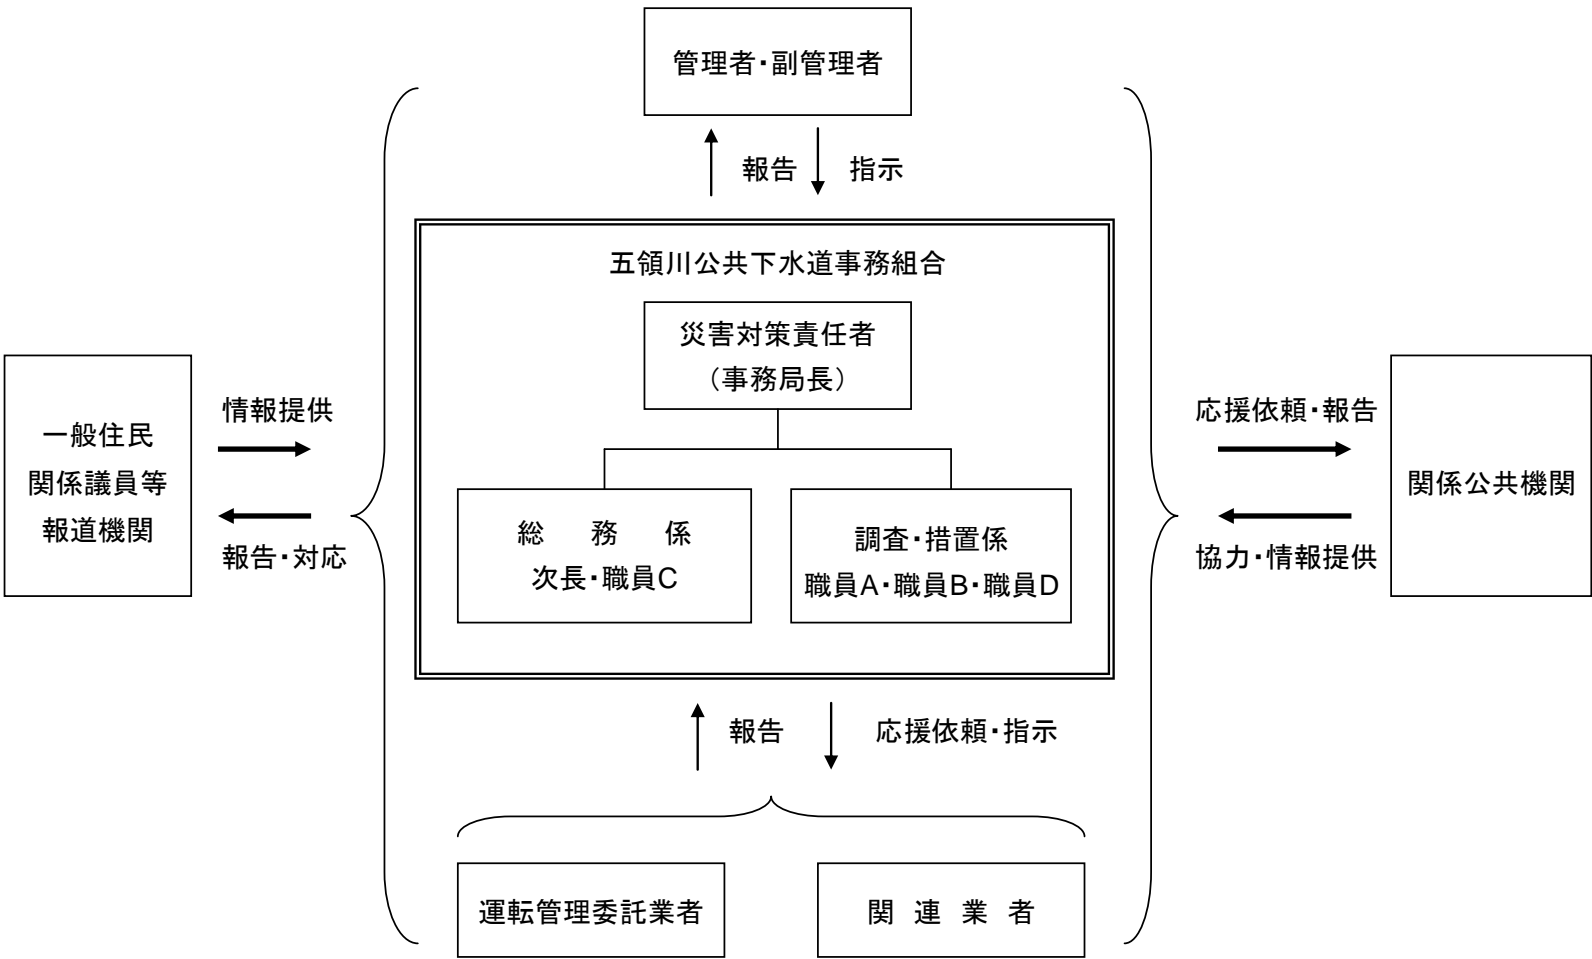 管理者・副管理者
報告
指示
五領川公共下水道事務組合
災害対策責任者
（事務局長）
一般住民
関係議員等
報道機関
情報提供
報告・対応
総　務　係
次長・職員C
調査・措置係
職員A・職員B・職員D
応援依頼・報告
協力・情報提供
関係公共機関
報告
応援依頼・指示
運転管理委託業者
関　連　業　者